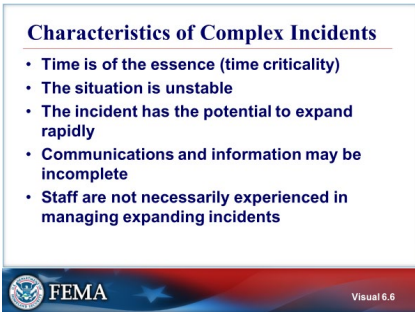 Characteristics of Complex Incidents
• Time is of the essence (time criticality)
• The situation is unstable
• The incident has the potential to expand
rapidly
• Communications and information may be
incomplete
• Staff are not necessarily experienced in
managing expanding incidents
FEMA
Visual 6.6